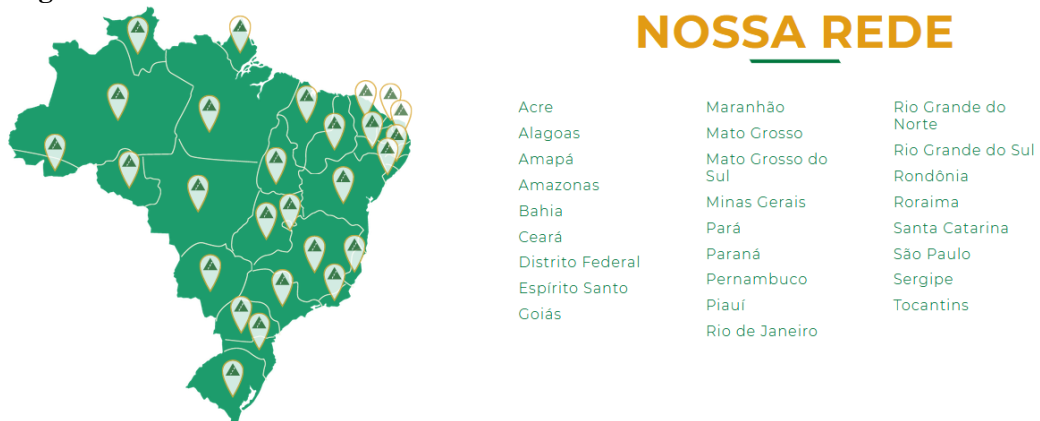 NOSSA REDE
Acre
Alagoas
Amapá
Amazonas
Bahia
Ceará
Distrito Federal
Espírito Santo
Goiás
Maranhão
Mato Grosso
Mato Grosso do
Sul
Minas Gerais
Pará
Paraná
Pernambuco
Piauí
Rio de Janeiro
Rio Grande do
Norte
Rio Grande do Sul
Rondônia
Roraima
Santa Catarina
São Paulo
Sergipe
Tocantins